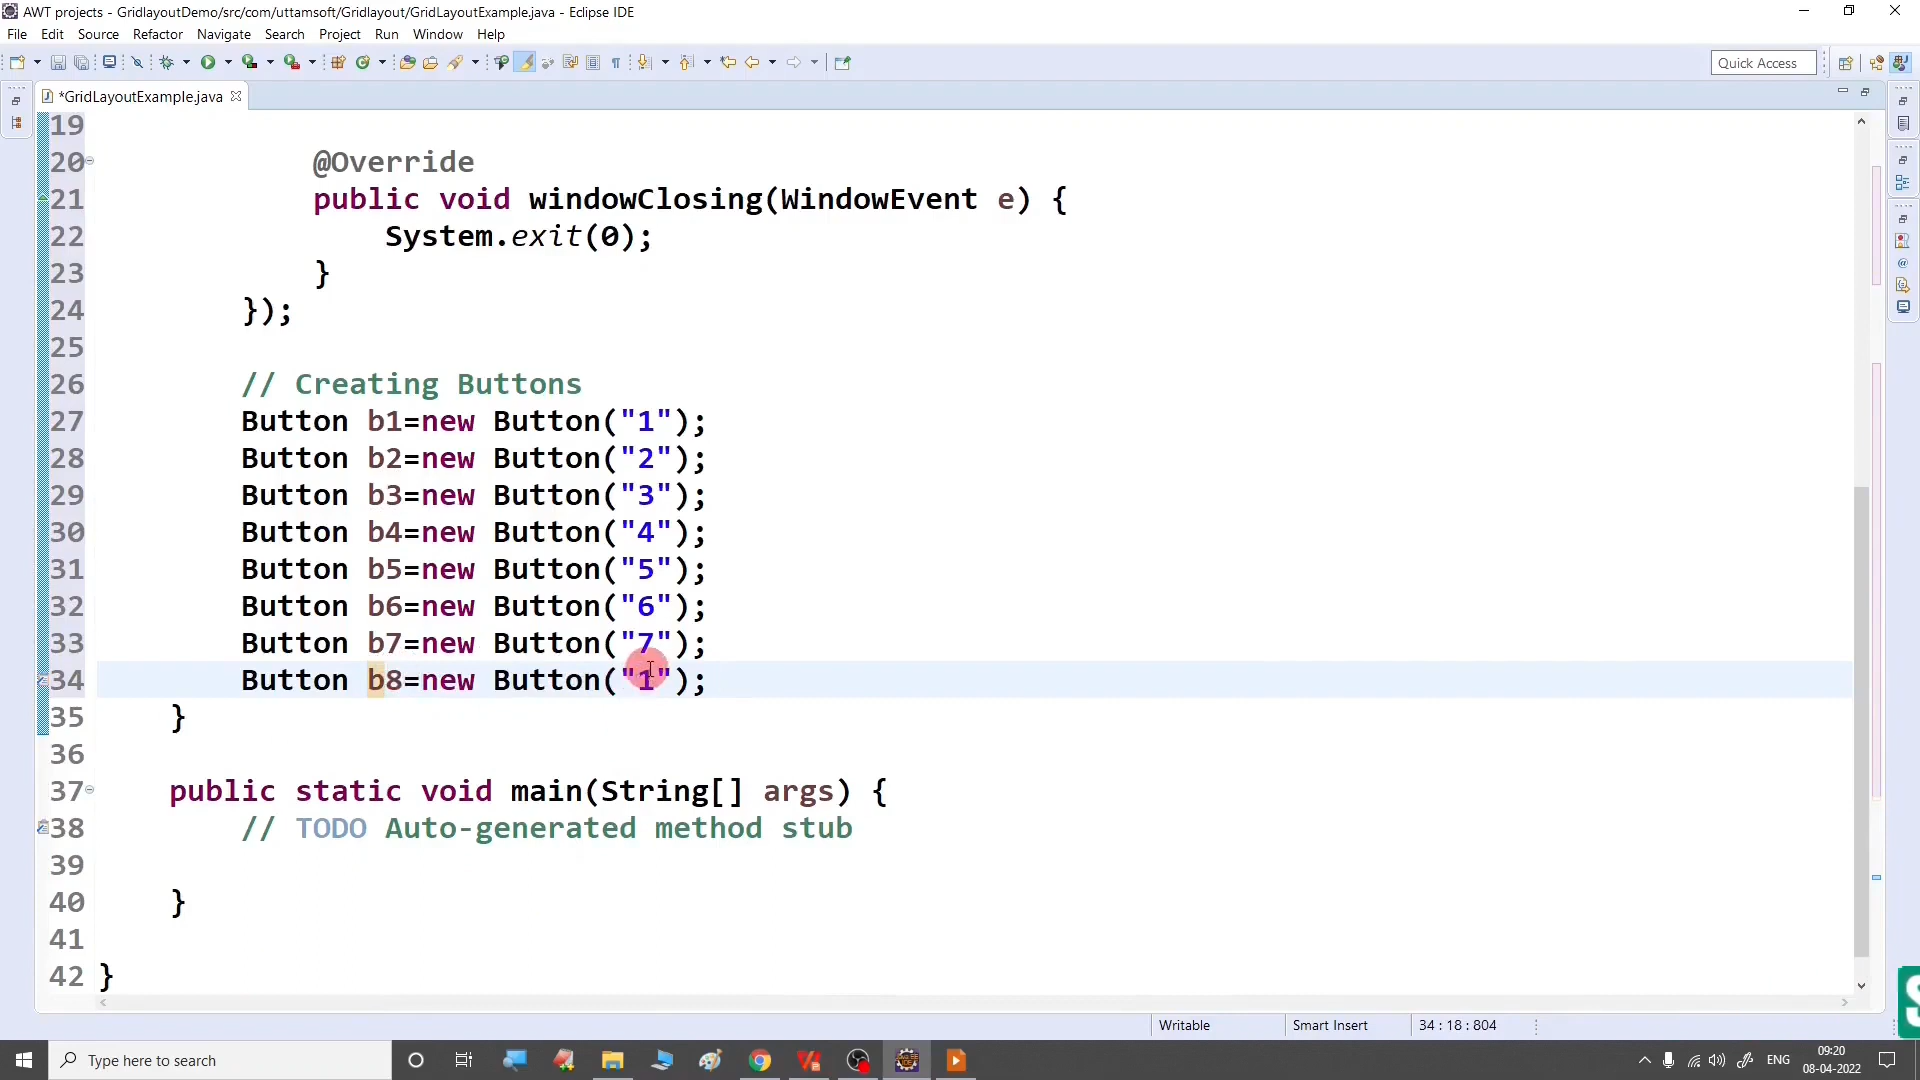 AWT projects - GridlayoutDemo/src/com/uttamsoft/Gridlayout/GridLayoutExample.java - Eclipse IDE
File Edit Source Refactor Navigate Search Project Run Window Help
Quick Access
*GridLayoutExample.java
19
20 @Override
21 public void windowClosing(WindowEvent e) {
22 System.exit(0);
23 }
24 });
25
26 // Creating Buttons
27 Button b1=new Button("1");
28 Button b2=new Button("2");
29 Button b3=new Button("3");
30 Button b4=new Button("4");
31 Button b5=new Button("5");
32 Button b6=new Button("6");
33 Button b7=new Button("7");
34 Button b8=new Button("1");
35 }
36
37 public static void main(String[] args) {
38 // TODO Auto-generated method stub
39
40 }
41
42 }
Writable Smart Insert 34 : 18 : 804
Type here to search
ENG
09:20
08-04-2022